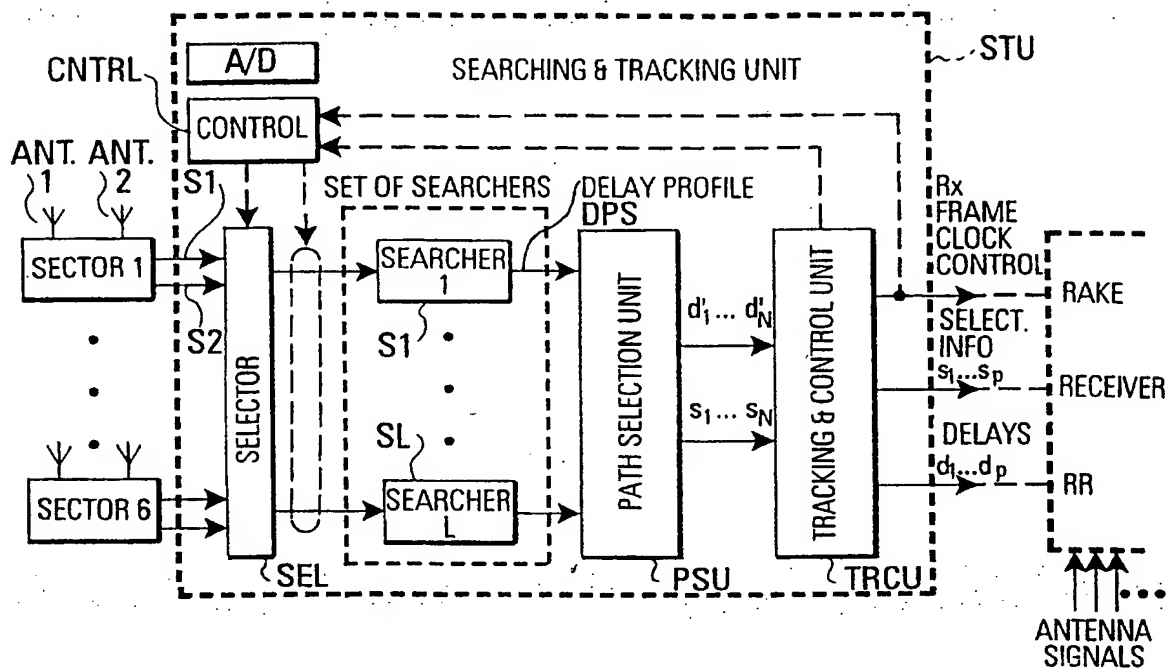 A/D
CNTRL
SEARCHING & TRACKING UNIT
STU
CONTROL
ANT.
1
ANT.
2
S1
SET OF SEARCHERS
DELAY PROFILE
DPS
Rx
FRAME
CLOCK
CONTROL
SECTOR 1
S2
SELECTOR
SEARCHER
1
S1
PATH SELECTION UNIT
d'1 ... d'N
s1 ... sN
TRACKING & CONTROL UNIT
RAKE
SELECT.
INFO
s1...sp
RECEIVER
DELAYS
d1...dp
RR
SECTOR 6
SL
SEARCHER
L
SEL
PSU
TRCU
ANTENNA
SIGNALS